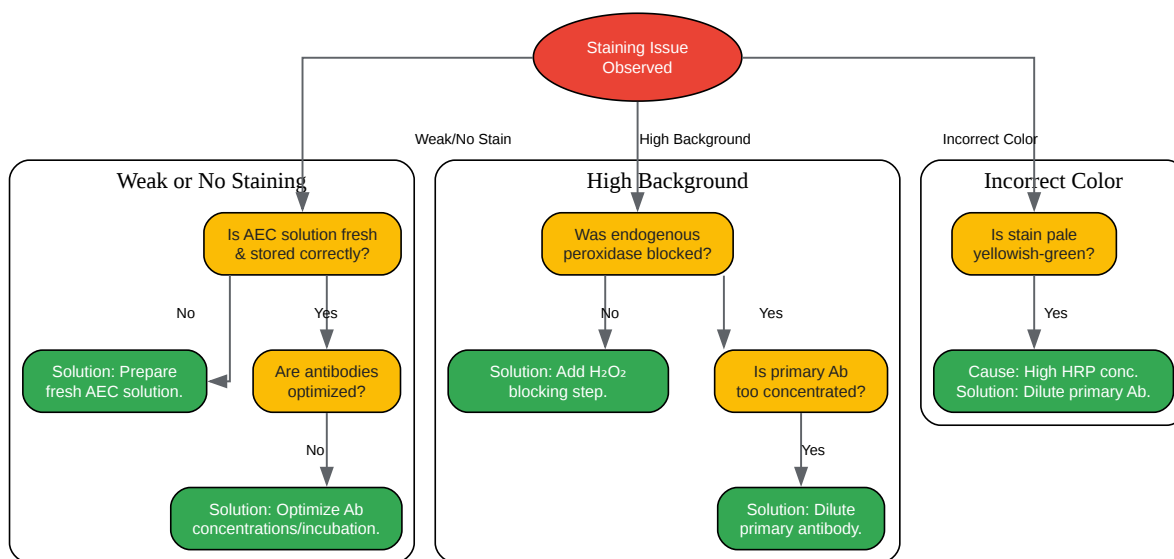 Staining Issue
Observed
Weak/No Stain
High Background
Incorrect Color
Weak or No Staining
High Background
Incorrect Color
Is AEC solution fresh
& stored correctly?
Was endogenous
peroxidase blocked?
Is stain pale
yellowish-green?
No
Yes
No
Yes
Yes
Solution: Prepare
fresh AEC solution.
Are antibodies
optimized?
Solution: Add H₂O₂
blocking step.
Is primary Ab
too concentrated?
Cause: High HRP conc.
Solution: Dilute primary Ab.
No
Yes
Solution: Optimize Ab
concentrations/incubation.
Solution: Dilute
primary antibody.